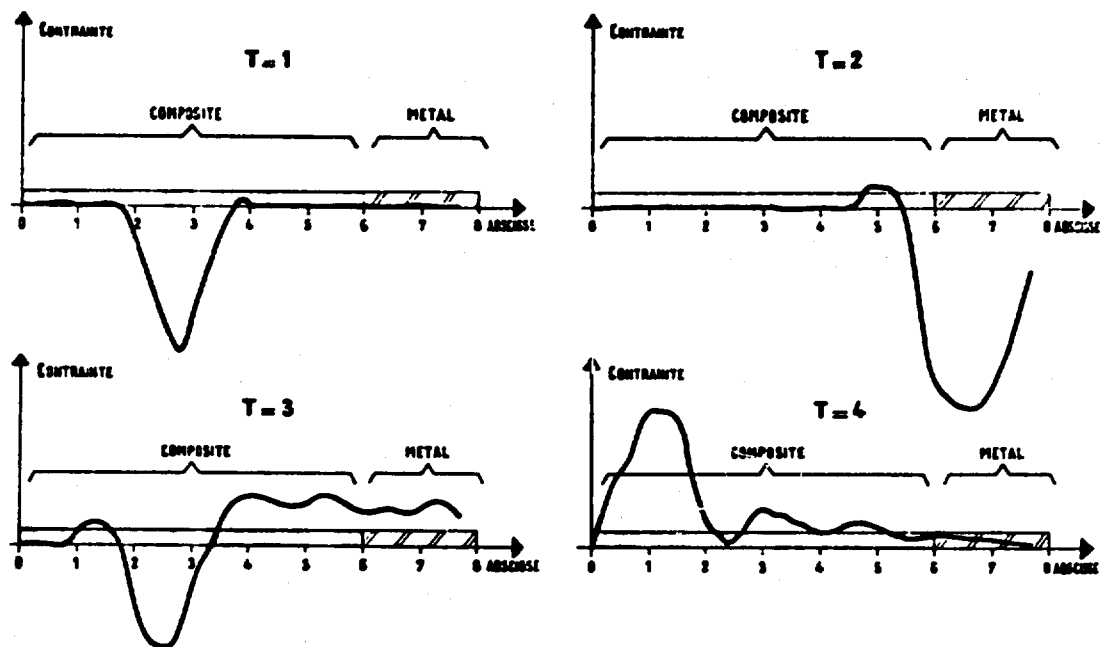 CONTRAINTE
T=1
COMPOSITE METAL
0 1 2 3 4 5 6 7 8 ABSCISSE
CONTRAINTE
T=2
COMPOSITE METAL
0 1 2 3 4 5 6 7 8 ABSCISSE
CONTRAINTE
T=3
COMPOSITE METAL
0 1 2 3 4 5 6 7 8 ABSCISSE
CONTRAINTE
T=4
COMPOSITE METAL
0 1 2 3 4 5 6 7 8 ABSCISSE